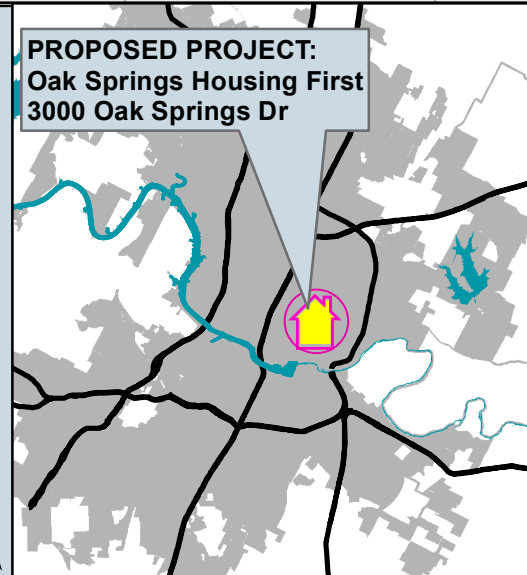 PROPOSED PROJECT:
Oak Springs Housing First
3000 Oak Springs Dr